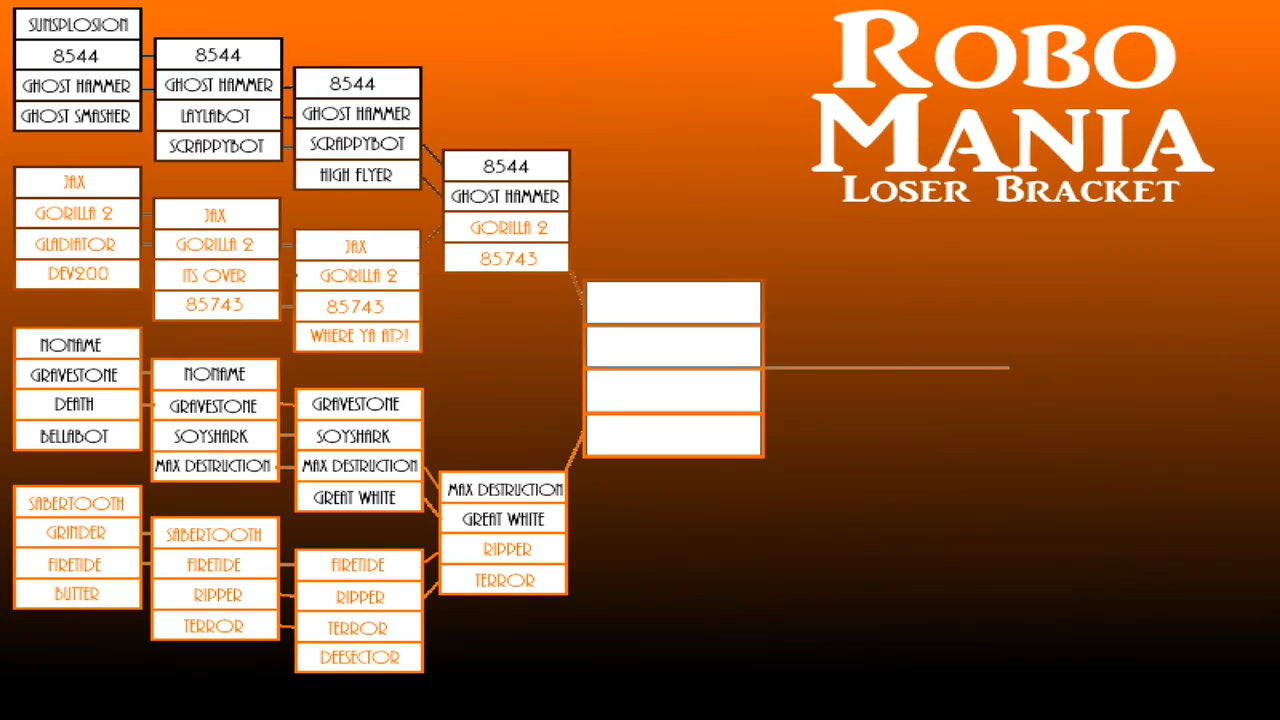 ROBO
MANIA
LOSER BRACKET
SUNSPLOSION
8544
GHOST HAMMER
GHOST SMASHER
JAX
GORILLA 2
GLADIATOR
DEV200
NONAME
GRAVESTONE
DEATH
BELLABOT
SABERTOOTH
GRINDER
FIRETIDE
BUTTER
8544
GHOST HAMMER
LAYLABOT
SCRAPPYBOT
JAX
GORILLA 2
ITS OVER
85743
NONAME
GRAVESTONE
SOYSHARK
MAX DESTRUCTION
SABERTOOTH
FIRETIDE
RIPPER
TERROR
8544
GHOST HAMMER
SCRAPPYBOT
HIGH FLYER
JAX
GORILLA 2
85743
WHERE YA AT?!
GRAVESTONE
SOYSHARK
MAX DESTRUCTION
GREAT WHITE
FIRETIDE
RIPPER
TERROR
DEESECTOR
8544
GHOST HAMMER
GORILLA 2
85743
MAX DESTRUCTION
GREAT WHITE
RIPPER
TERROR